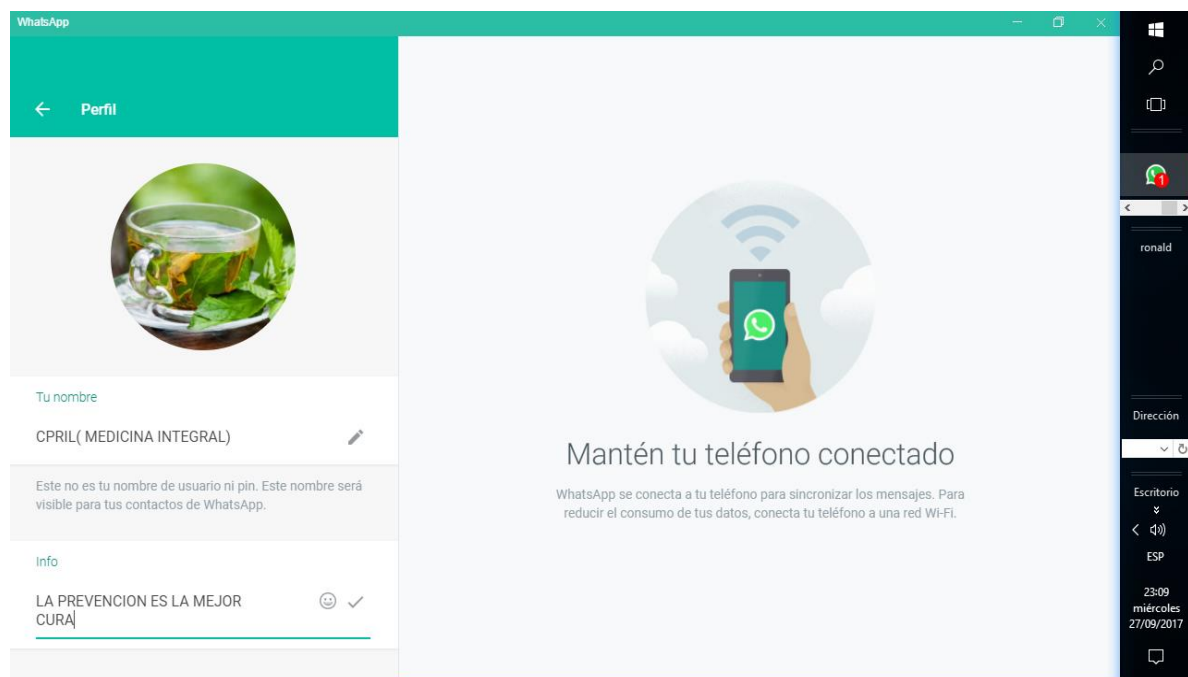 WhatsApp
Perfil
Tu nombre
CPRIL( MEDICINA INTEGRAL)
Este no es tu nombre de usuario ni pin. Este nombre será
visible para tus contactos de WhatsApp.
Info
LA PREVENCION ES LA MEJOR
CURA
Mantén tu teléfono conectado
WhatsApp se conecta a tu teléfono para sincronizar los mensajes. Para
reducir el consumo de tus datos, conecta tu teléfono a una red Wi-Fi.
1
ronald
Dirección
Escritorio
ESP
23:09
miércoles
27/09/2017